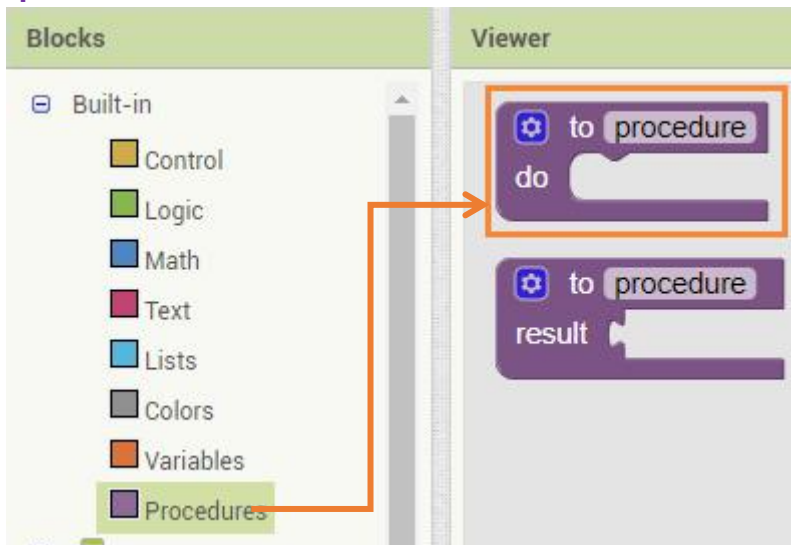 Blocks
Viewer
Built-in
Control
Logic
Math
Text
Lists
Colors
Variables
Procedures
to procedure
do
to procedure
result